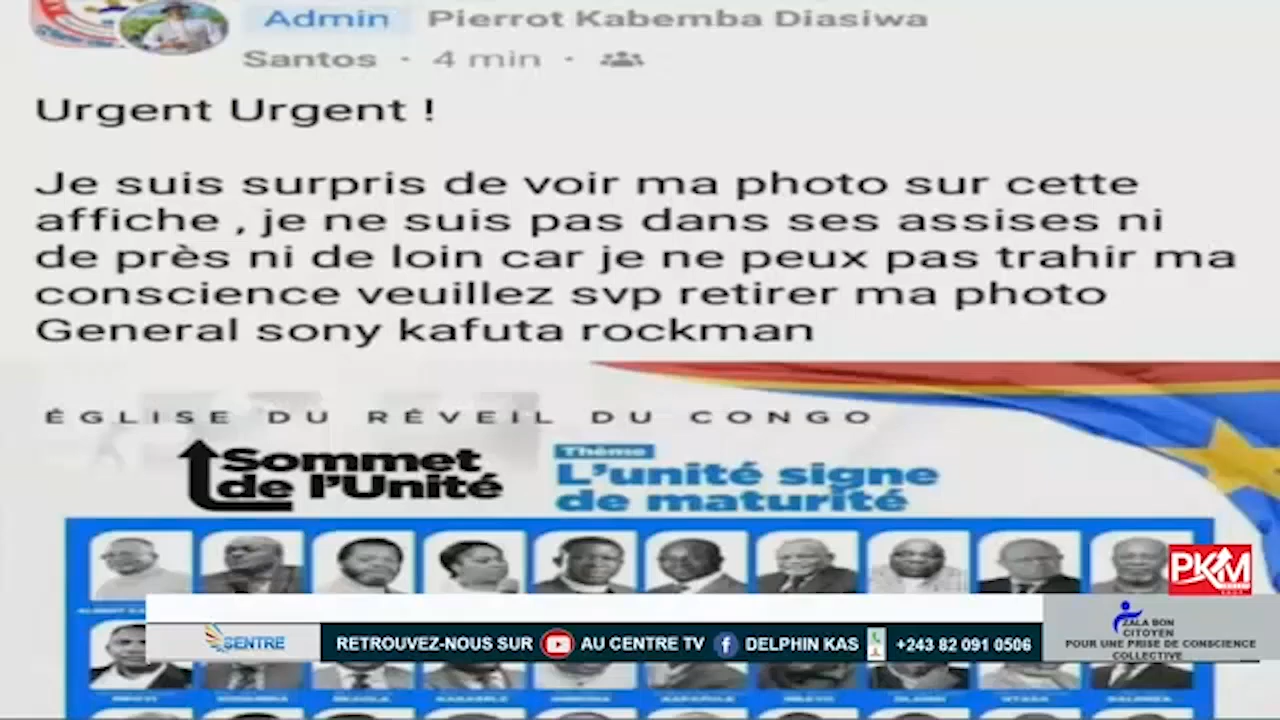 Admin Pierrot Kabemba Diasiwa
Santos · 4 min ·
Urgent Urgent !
Je suis surpris de voir ma photo sur cette
affiche , je ne suis pas dans ses assises ni
de près ni de loin car je ne peux pas trahir ma
conscience veuillez svp retirer ma photo
General sony kafuta rockman
ÉGLISE DU RÉVEIL DU CONGO
Sommet
de l'Unité
Thème
L'unité signe
de maturité
PKM
CENTRE
RETROUVEZ-NOUS SUR AU CENTRE TV DELPHIN KAS +243 82 091 0506
ZALA BON
CITOYEN
POUR UNE PRISE DE CONSCIENCE
COLLECTIVE